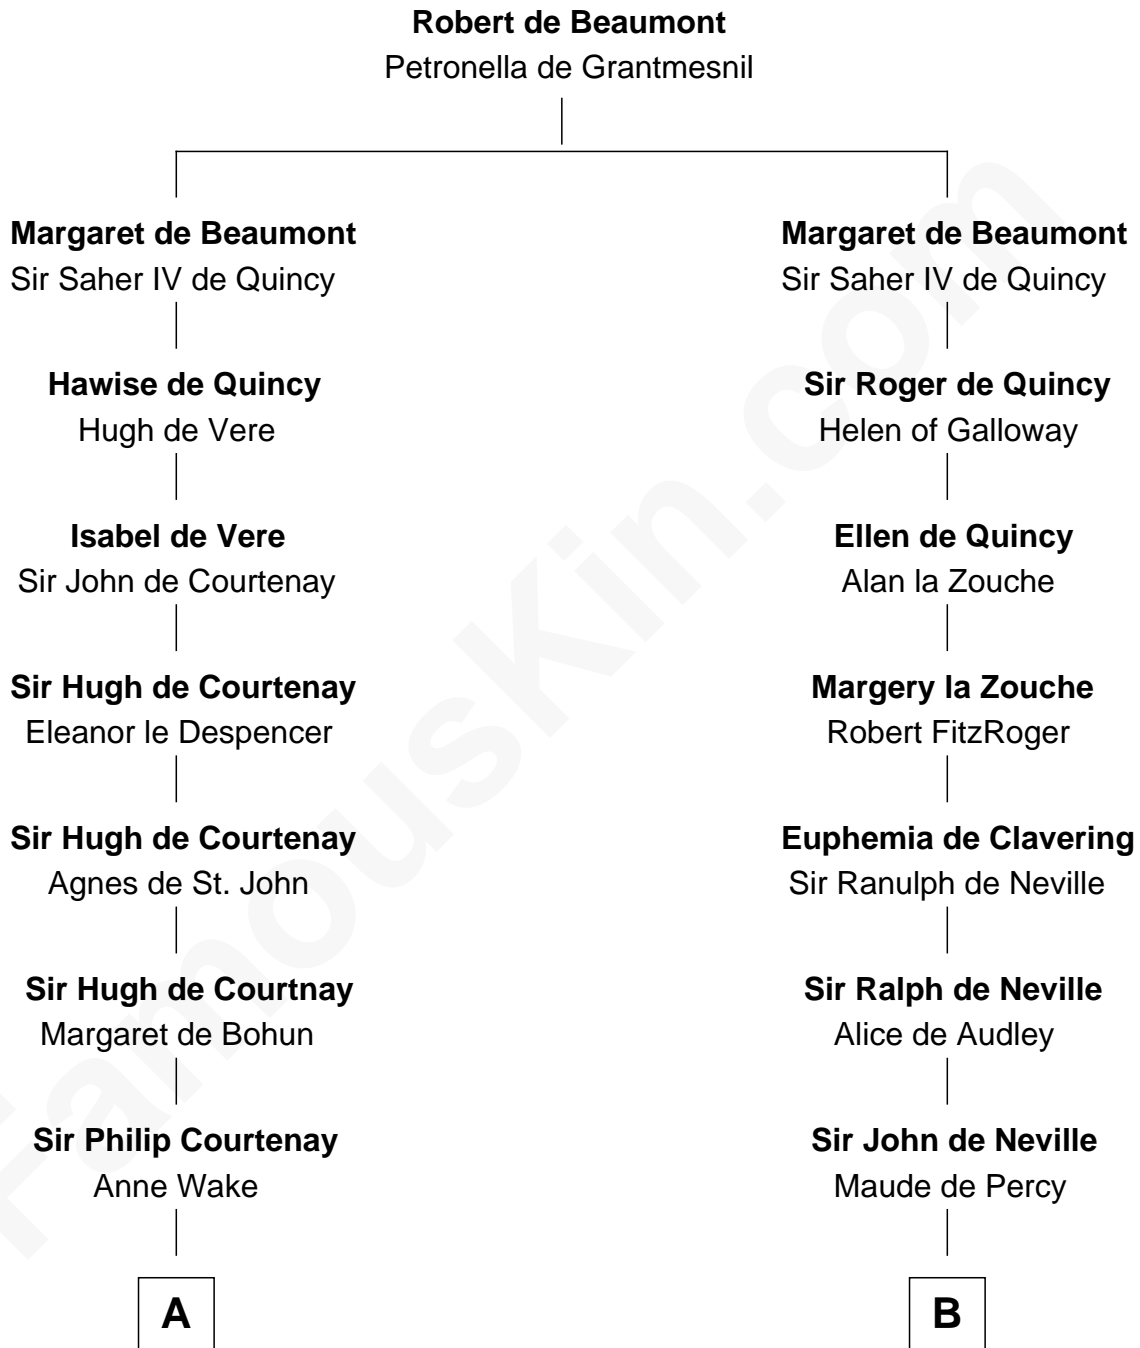 Robert de Beaumont
Petronella de Grantmesnil
Margaret de Beaumont
Sir Saher IV de Quincy
Hawise de Quincy
Hugh de Vere
Isabel de Vere
Sir John de Courtenay
Sir Hugh de Courtenay
Eleanor le Despencer
Sir Hugh de Courtenay
Agnes de St. John
Sir Hugh de Courtnay
Margaret de Bohun
Sir Philip Courtenay
Anne Wake
A
Margaret de Beaumont
Sir Saher IV de Quincy
Sir Roger de Quincy
Helen of Galloway
Ellen de Quincy
Alan la Zouche
Margery la Zouche
Robert FitzRoger
Euphemia de Clavering
Sir Ranulph de Neville
Sir Ralph de Neville
Alice de Audley
Sir John de Neville
Maude de Percy
B
FamousKin.com